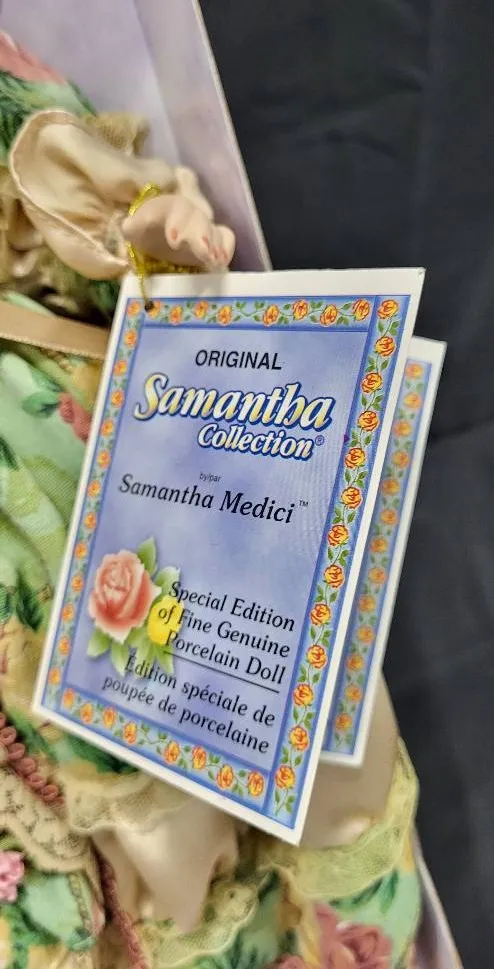 ORIGINAL
Samantha
Collection®
by/par
Samantha Medici™
Special Edition
of Fine Genuine
Porcelain Doll
Édition spéciale de
poupée de porcelaine